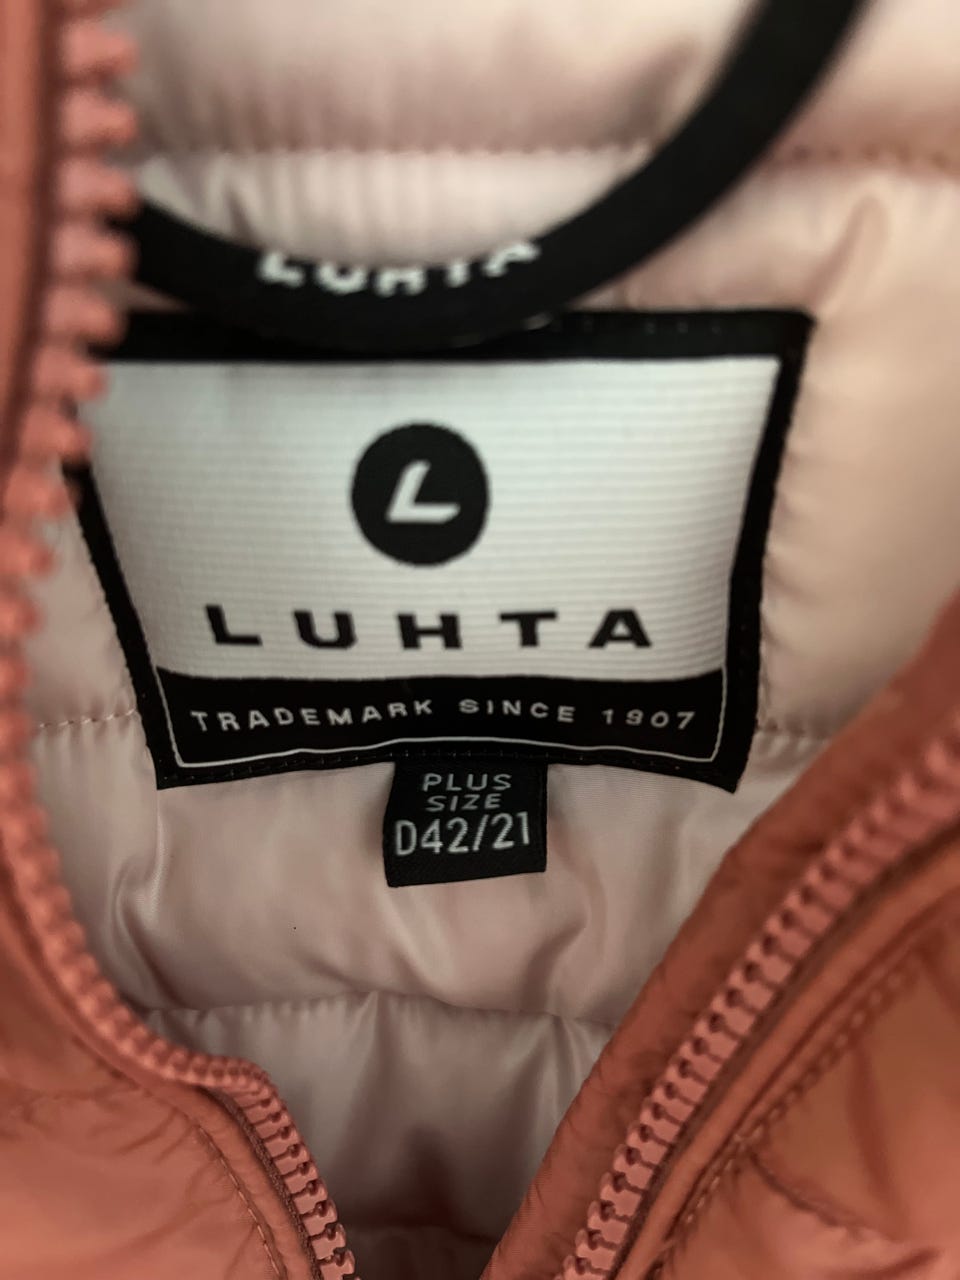 LUHTA
L
LUHTA
TRADEMARK SINCE 1907
PLUS
SIZE
D42/21